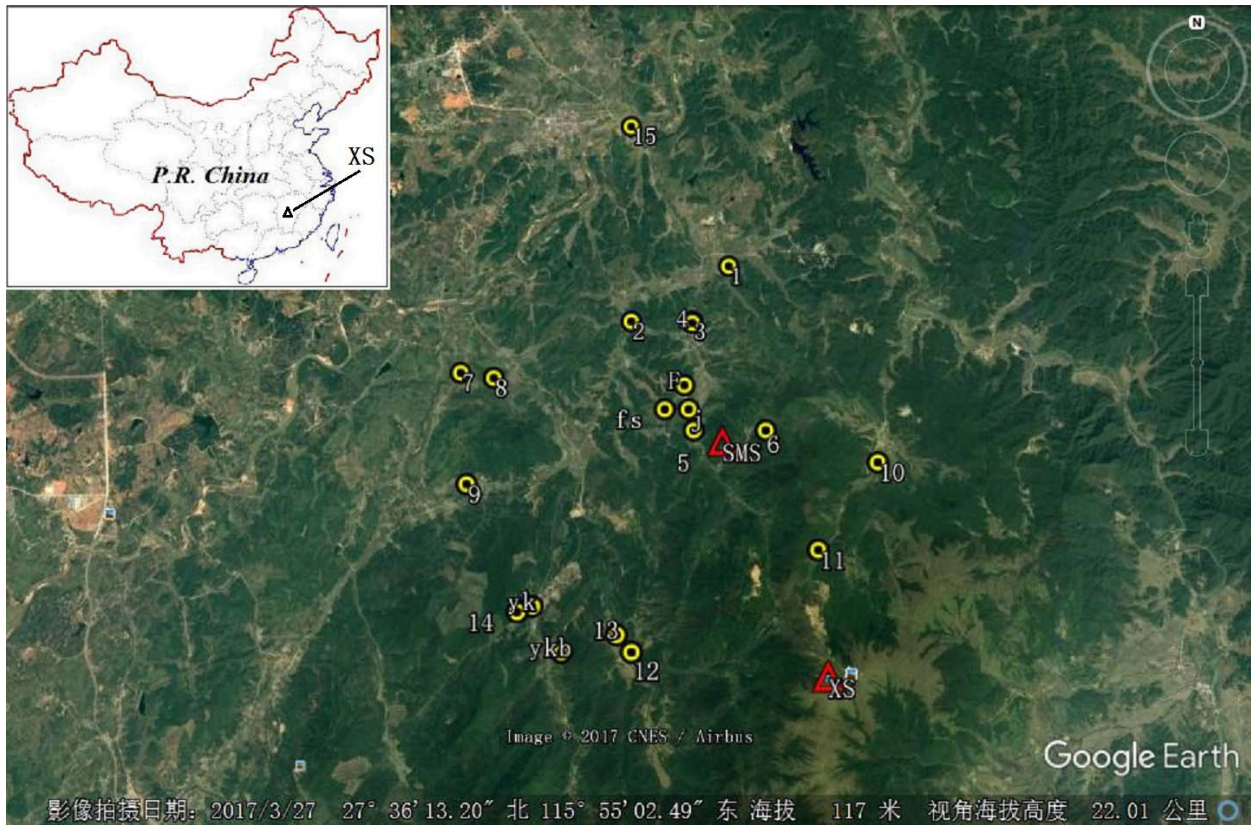 N
XS
P.R. China
15
1
2
4
3
7
8
F
fs
j
5
SMS
6
9
10
11
yk
14
13
ykb
12
XS
Image © 2017 CNES / Airbus
Google Earth
影像拍摄日期: 2017/3/27 27° 36'13.20" 北 115° 55'02.49" 东 海拔 117 米 视角海拔高度 22.01 公里